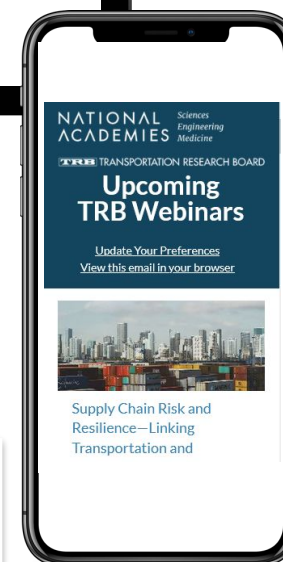 NATIONAL
ACADEMIES
Sciences
Engineering
Medicine
TRB TRANSPORTATION RESEARCH BOARD
Upcoming
TRB Webinars
Update Your Preferences
View this email in your browser
Supply Chain Risk and
Resilience—Linking
Transportation and